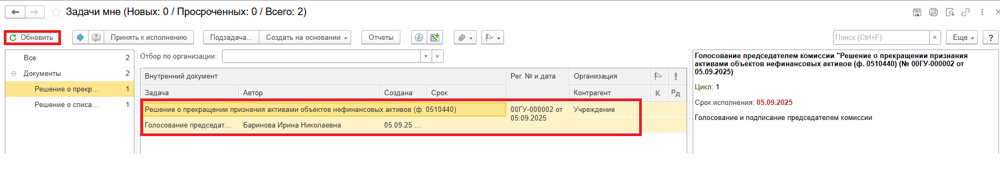 Задачи мне (Новых: 0 / Просроченных: 0 / Всего: 2)
Обновить
Принять к исполнению
Подзадача...
Создать на основании
Отчеты
Поиск (Ctrl+F)
×
Еще
?
Все 2
Документы 2
Решение о прекр... 1
Решение о списа... 1
Отбор по организации:
×
Внутренний документ
Рег. № и дата
Организация
Задача
Автор
Создана
Срок
Контрагент
К
Рд
Решение о прекращении признания активами объектов нефинансовых активов (ф. 0510440)
00ГУ-000002 от
05.09.2025
Учреждение
Голосование председат...
Баринова Ирина Николаевна
05.09.25 ...
Голосование председателем комиссии "Решение о прекращении признания
активами объектов нефинансовых активов (ф. 0510440) (№ 00ГУ-000002 от
05.09.2025)
Цикл: 1
Срок исполнения: 05.09.2025
Голосование и подписание председателем комиссии